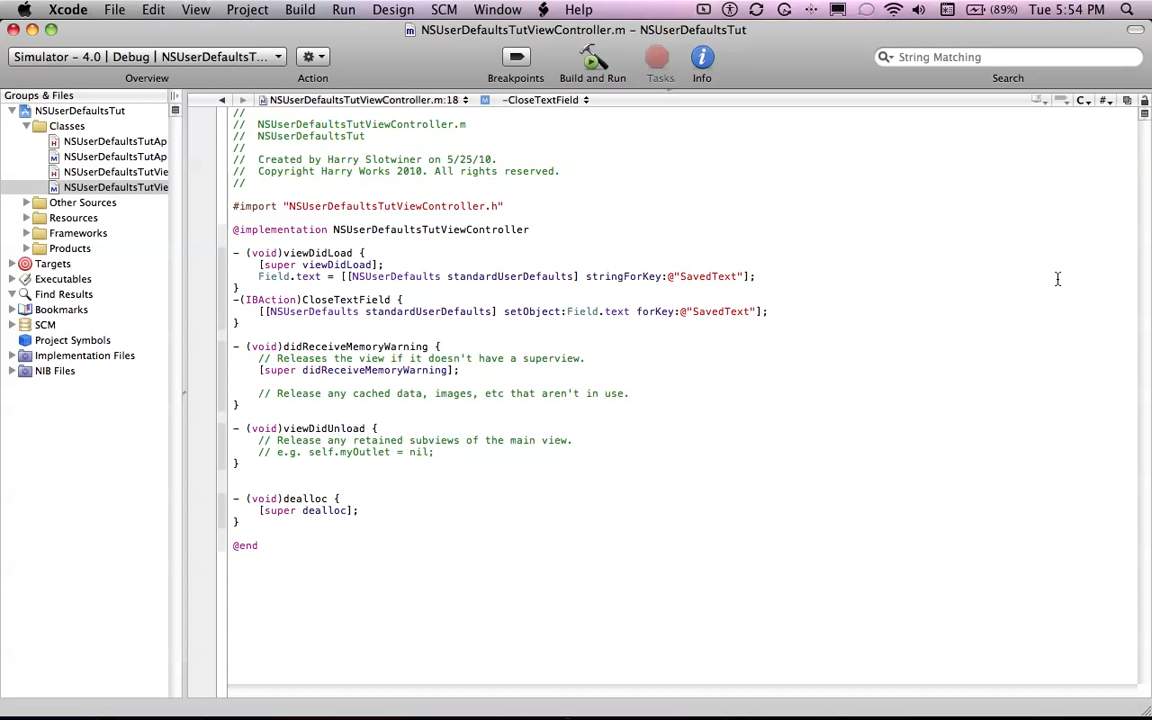 Xcode File Edit View Project Build Run Design SCM Window Help (89%) Tue 5:54 PM
NSUserDefaultsTutViewController.m – NSUserDefaultsTut
Simulator - 4.0 | Debug | NSUserDefaultsT... String Matching
Overview Action Breakpoints Build and Run Tasks Info Search
Groups & Files
NSUserDefaultsTutViewController.m:18 -CloseTextField C #
NSUserDefaultsTut
Classes
NSUserDefaultsTutAp
NSUserDefaultsTutAp
NSUserDefaultsTutVie
NSUserDefaultsTutVie
Other Sources
Resources
Frameworks
Products
Targets
Executables
Find Results
Bookmarks
SCM
Project Symbols
Implementation Files
NIB Files
//
// NSUserDefaultsTutViewController.m
// NSUserDefaultsTut
//
// Created by Harry Slotwiner on 5/25/10.
// Copyright Harry Works 2010. All rights reserved.
//
#import "NSUserDefaultsTutViewController.h"
@implementation NSUserDefaultsTutViewController
- (void)viewDidLoad {
[super viewDidLoad];
Field.text = [[NSUserDefaults standardUserDefaults] stringForKey:@"SavedText"];
}
-(IBAction)CloseTextField {
[[NSUserDefaults standardUserDefaults] setObject:Field.text forKey:@"SavedText"];
}
- (void)didReceiveMemoryWarning {
// Releases the view if it doesn't have a superview.
[super didReceiveMemoryWarning];
// Release any cached data, images, etc that aren't in use.
}
- (void)viewDidUnload {
// Release any retained subviews of the main view.
// e.g. self.myOutlet = nil;
}
- (void)dealloc {
[super dealloc];
}
@end